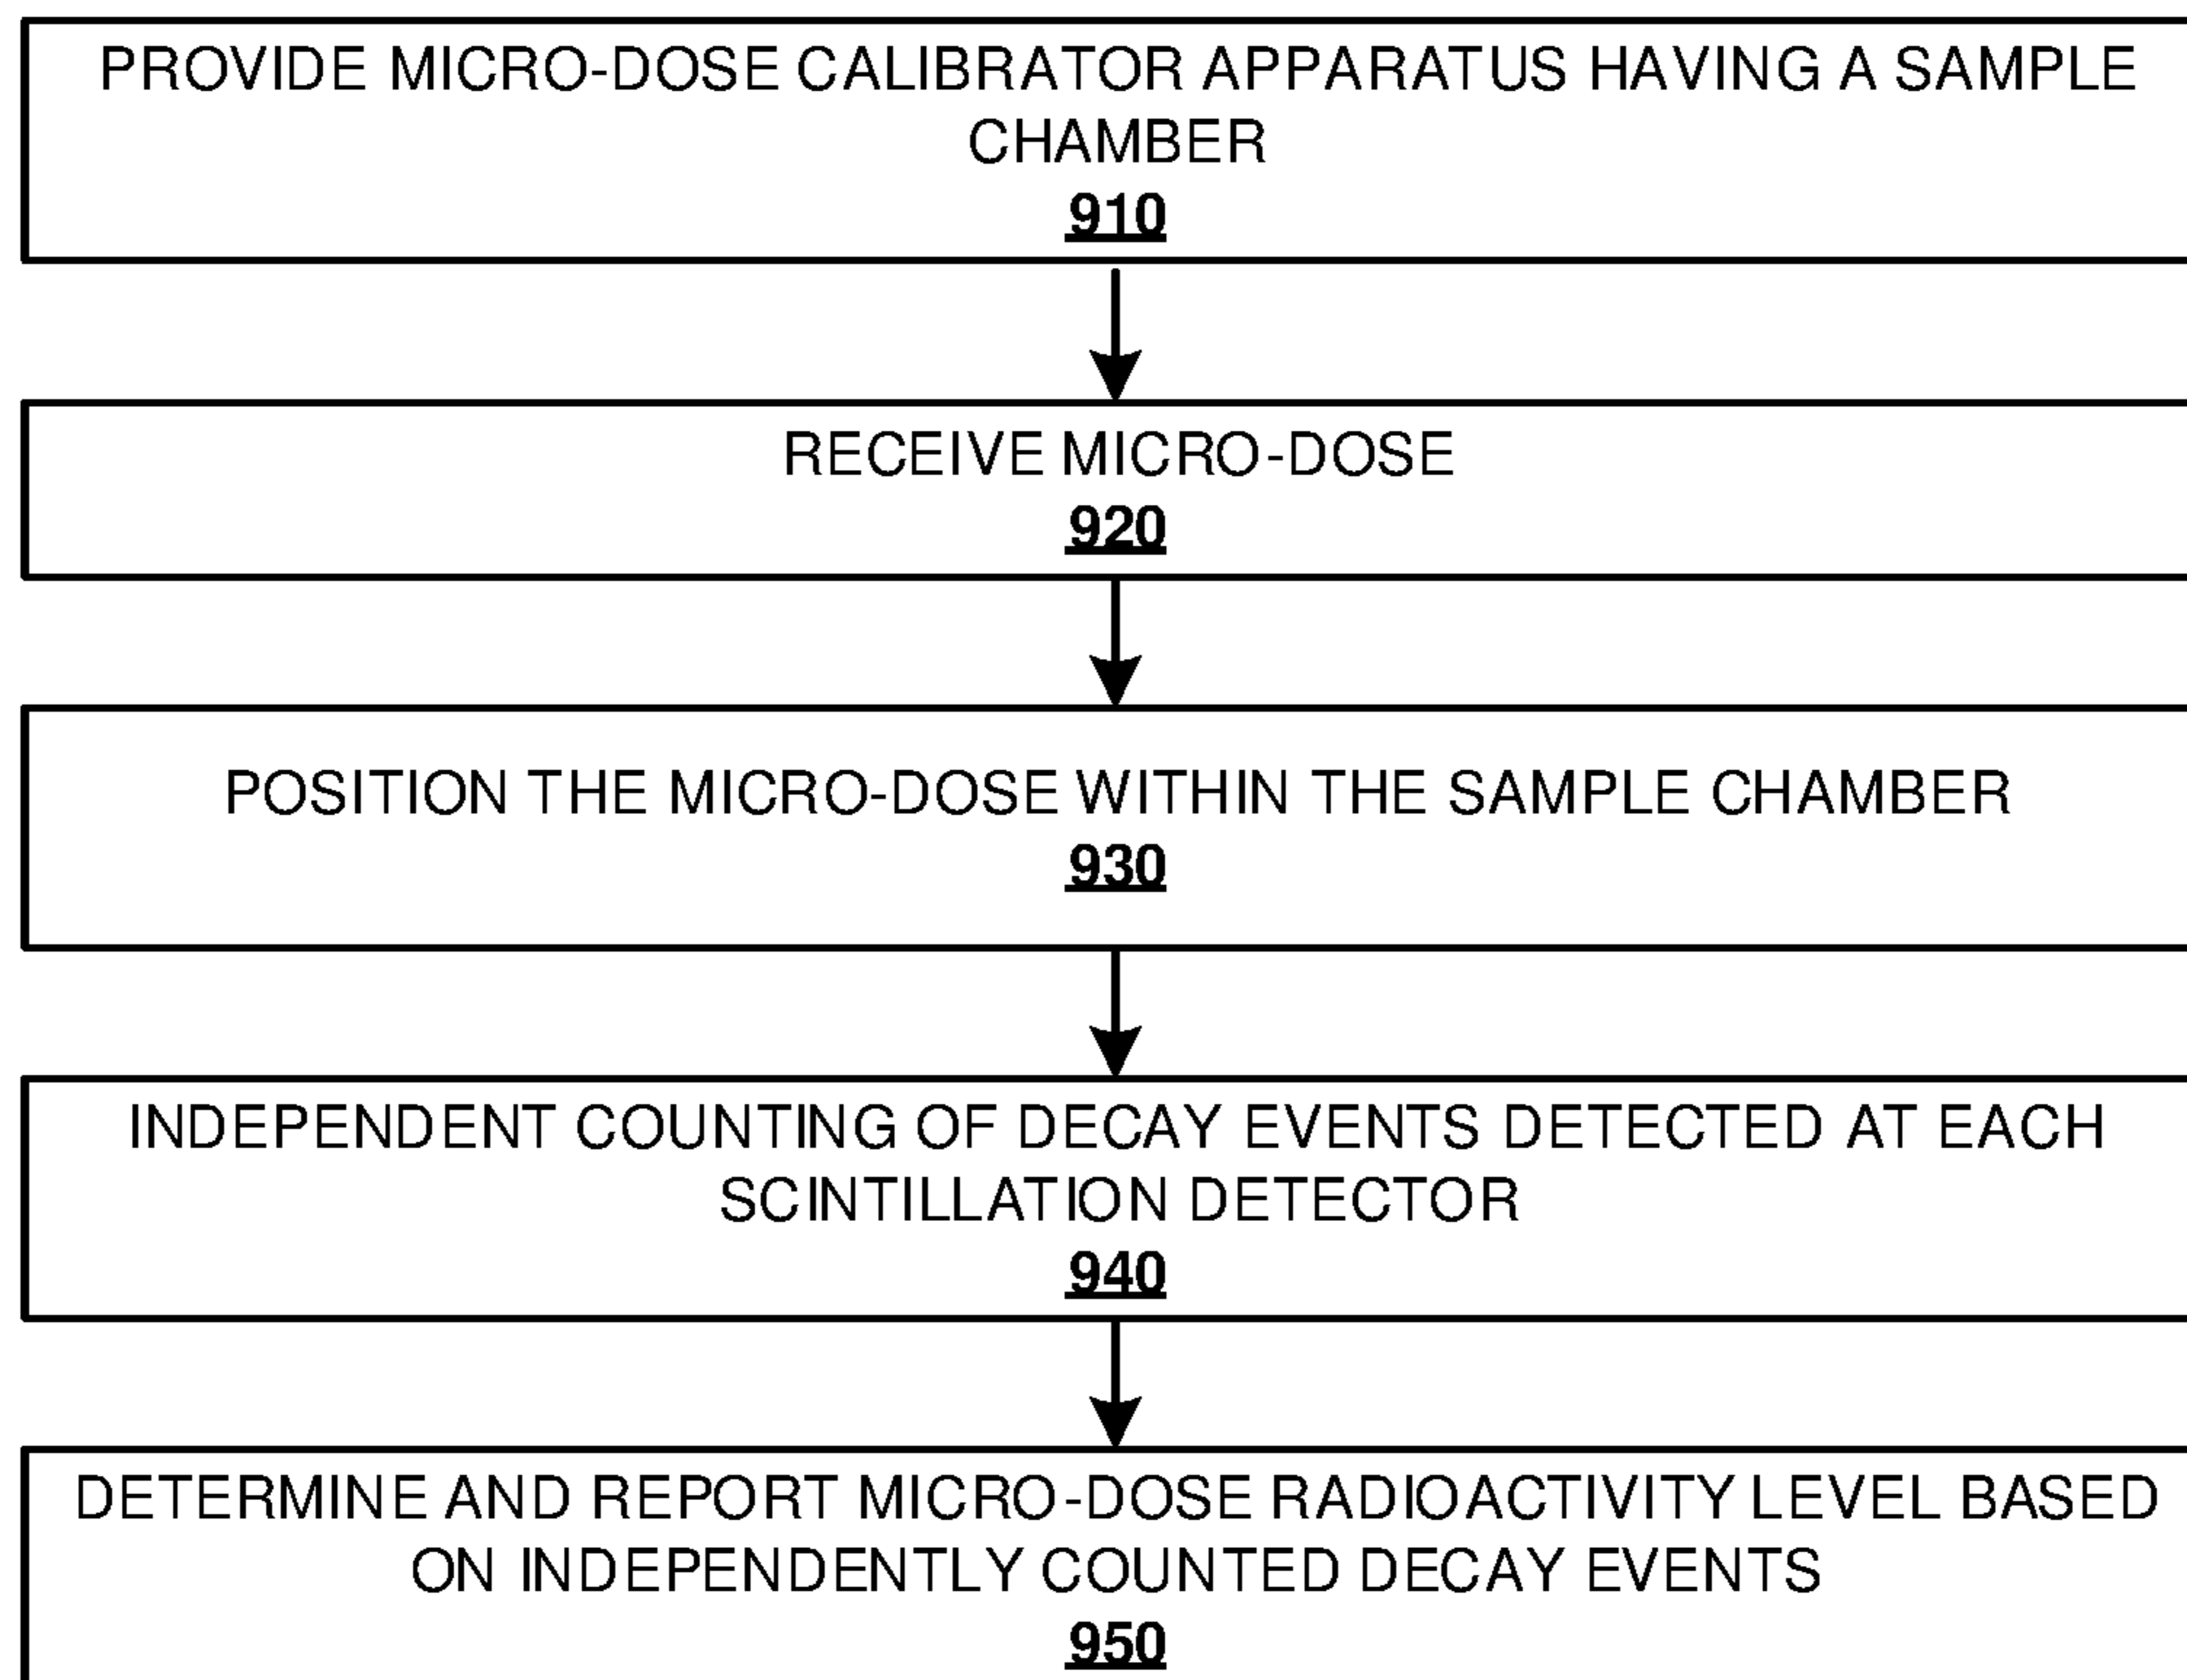 PROVIDE MICRO-DOSE CALIBRATOR APPARATUS HAVING A SAMPLE
CHAMBER
910
RECEIVE MICRO-DOSE
920
POSITION THE MICRO-DOSE WITHIN THE SAMPLE CHAMBER
930
INDEPENDENT COUNTING OF DECAY EVENTS DETECTED AT EACH
SCINTILLATION DETECTOR
940
DETERMINE AND REPORT MICRO-DOSE RADIOACTIVITY LEVEL BASED
ON INDEPENDENTLY COUNTED DECAY EVENTS
950